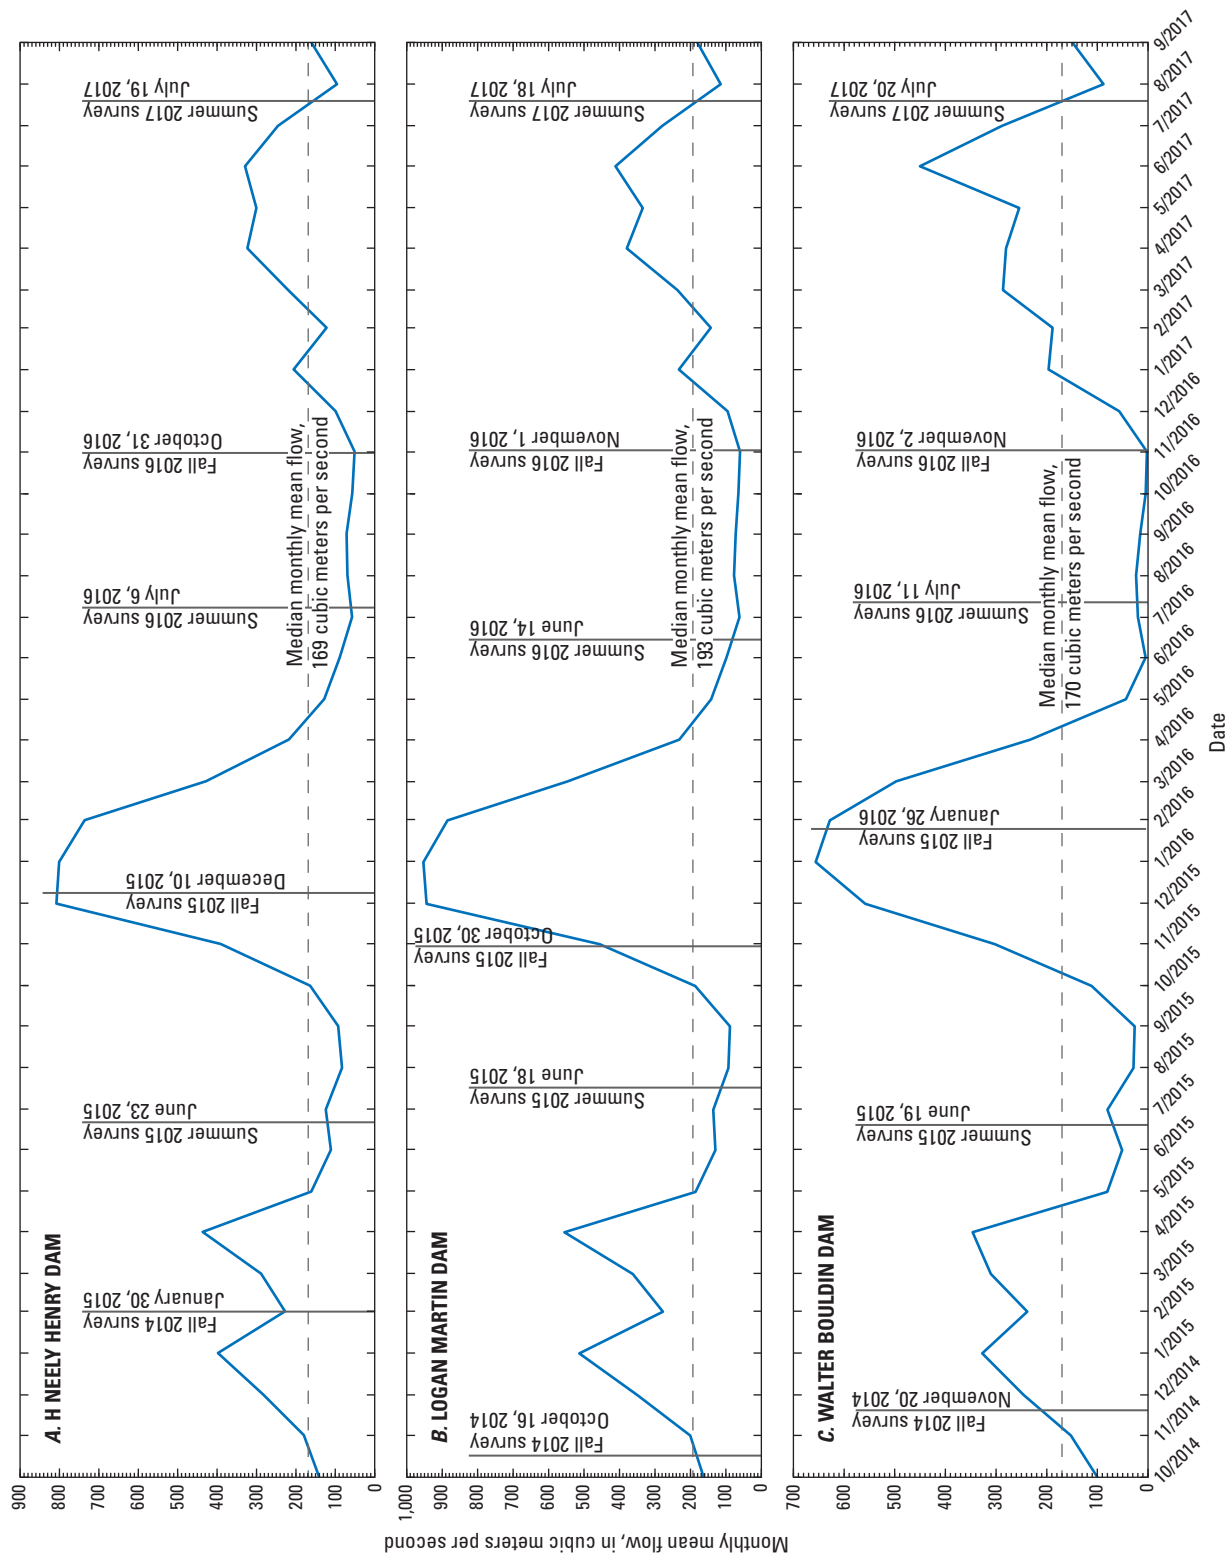 Monthly mean flow, in cubic meters per second
A. H NEELY HENRY DAM
900
800
700
600
500
400
300
200
100
0
Fall 2014 survey
January 30, 2015
Summer 2015 survey
June 23, 2015
Fall 2015 survey
December 10, 2015
Summer 2016 survey
July 6, 2016
Fall 2016 survey
October 31, 2016
Summer 2017 survey
July 19, 2017
Median monthly mean flow,
169 cubic meters per second
B. LOGAN MARTIN DAM
1,000
900
800
700
600
500
400
300
200
100
0
Fall 2014 survey
October 16, 2014
Summer 2015 survey
June 18, 2015
Fall 2015 survey
October 30, 2015
Summer 2016 survey
June 14, 2016
Fall 2016 survey
November 1, 2016
Summer 2017 survey
July 18, 2017
Median monthly mean flow,
193 cubic meters per second
C. WALTER BOULDIN DAM
700
600
500
400
300
200
100
0
Fall 2014 survey
November 20, 2014
Summer 2015 survey
June 19, 2015
Fall 2015 survey
January 26, 2016
Summer 2016 survey
July 11, 2016
Fall 2016 survey
November 2, 2016
Summer 2017 survey
July 20, 2017
Median monthly mean flow,
170 cubic meters per second
10/2014
11/2014
12/2014
1/2015
2/2015
3/2015
4/2015
5/2015
6/2015
7/2015
8/2015
9/2015
10/2015
11/2015
12/2015
1/2016
2/2016
3/2016
4/2016
5/2016
6/2016
7/2016
8/2016
9/2016
10/2016
11/2016
12/2016
1/2017
2/2017
3/2017
4/2017
5/2017
6/2017
7/2017
8/2017
9/2017
Date